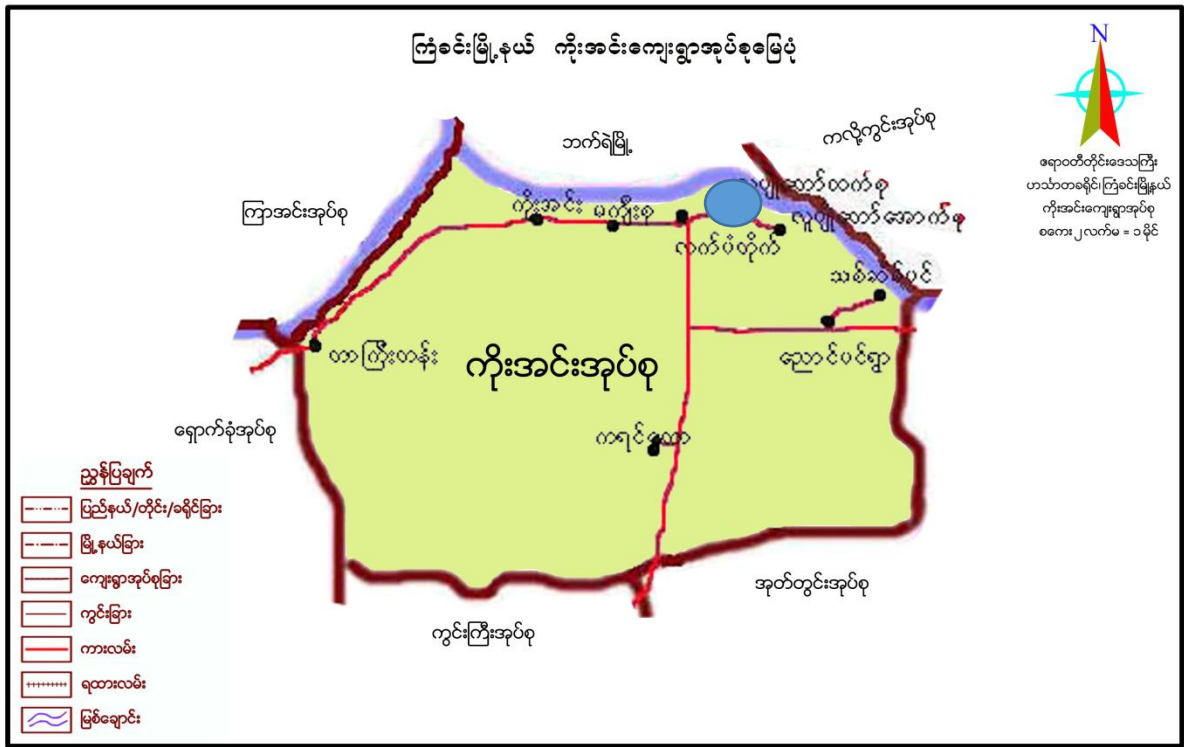 ကြံခင်းမြို့နယ် ကိုးအင်းကျေးရွာအုပ်စုမြေပုံ
N
ဧရာဝတီတိုင်းဒေသကြီး
ဟင်္သာတခရိုင်၊ကြံခင်းမြို့နယ်
ကိုးအင်းကျေးရွာအုပ်စု
စကေး၂လက်မ = ၁မိုင်
ဘက်ရဲမြို့
ကလို့ကွင်းအုပ်စု
ကြာအင်းအုပ်စု
ကိုးအင်း
မကျီးစု
လက်ပံတိုက်
လူပျိုတော်အောက်စု
တာကြီးတန်း
ကိုးအင်းအုပ်စု
ညောင်ပင်ရွာ
ရှောက်ခုံအုပ်စု
အုတ်တွင်းအုပ်စု
ကွင်းကြီးအုပ်စု
ညွှန်ပြချက်
ပြည်နယ်/တိုင်း/ခရိုင်ခြား
မြို့နယ်ခြား
ကျေးရွာအုပ်စုခြား
ကွင်းခြား
ကားလမ်း
ရထားလမ်း
မြစ်ချောင်း